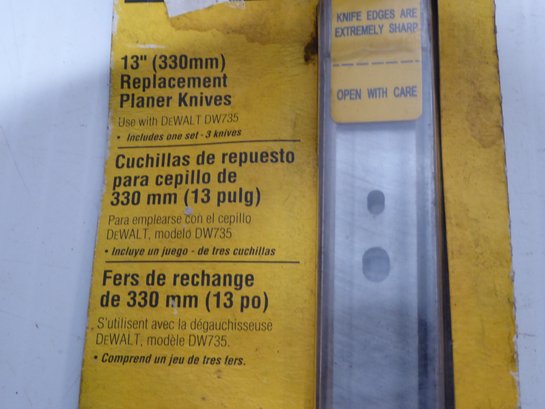 13" (330mm)
Replacement
Planer Knives
Use with DEWALT DW735
• Includes one set - 3 knives
Cuchillas de repuesto
para cepillo de
330 mm (13 pulg)
Para emplearse con el cepillo
DEWALT, modelo DW735
• Incluye un juego - de tres cuchillas
Fers de rechange
de 330 mm (13 po)
S'utilisent avec la dégauchisseuse
DEWALT, modèle DW735.
• Comprend un jeu de tres fers.
KNIFE EDGES ARE
EXTREMELY SHARP
OPEN WITH CARE